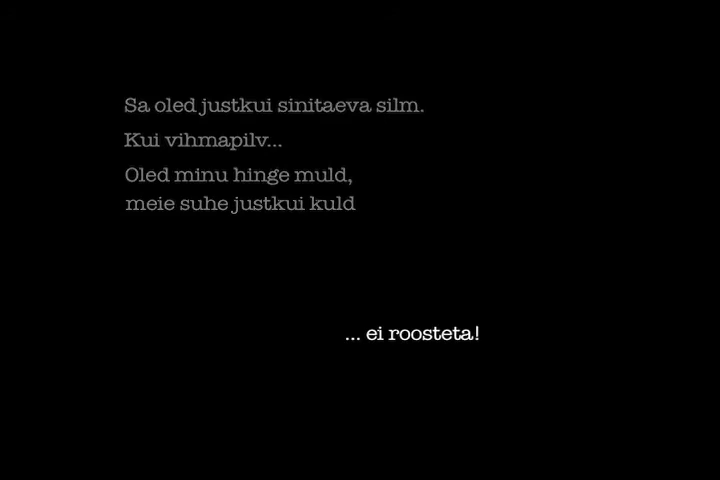 Sa oled justkui sinitaeva silm.
Kui vihmapilv...
Oled minu hinge muld,
meie suhe justkui kuld
... ei roosteta!